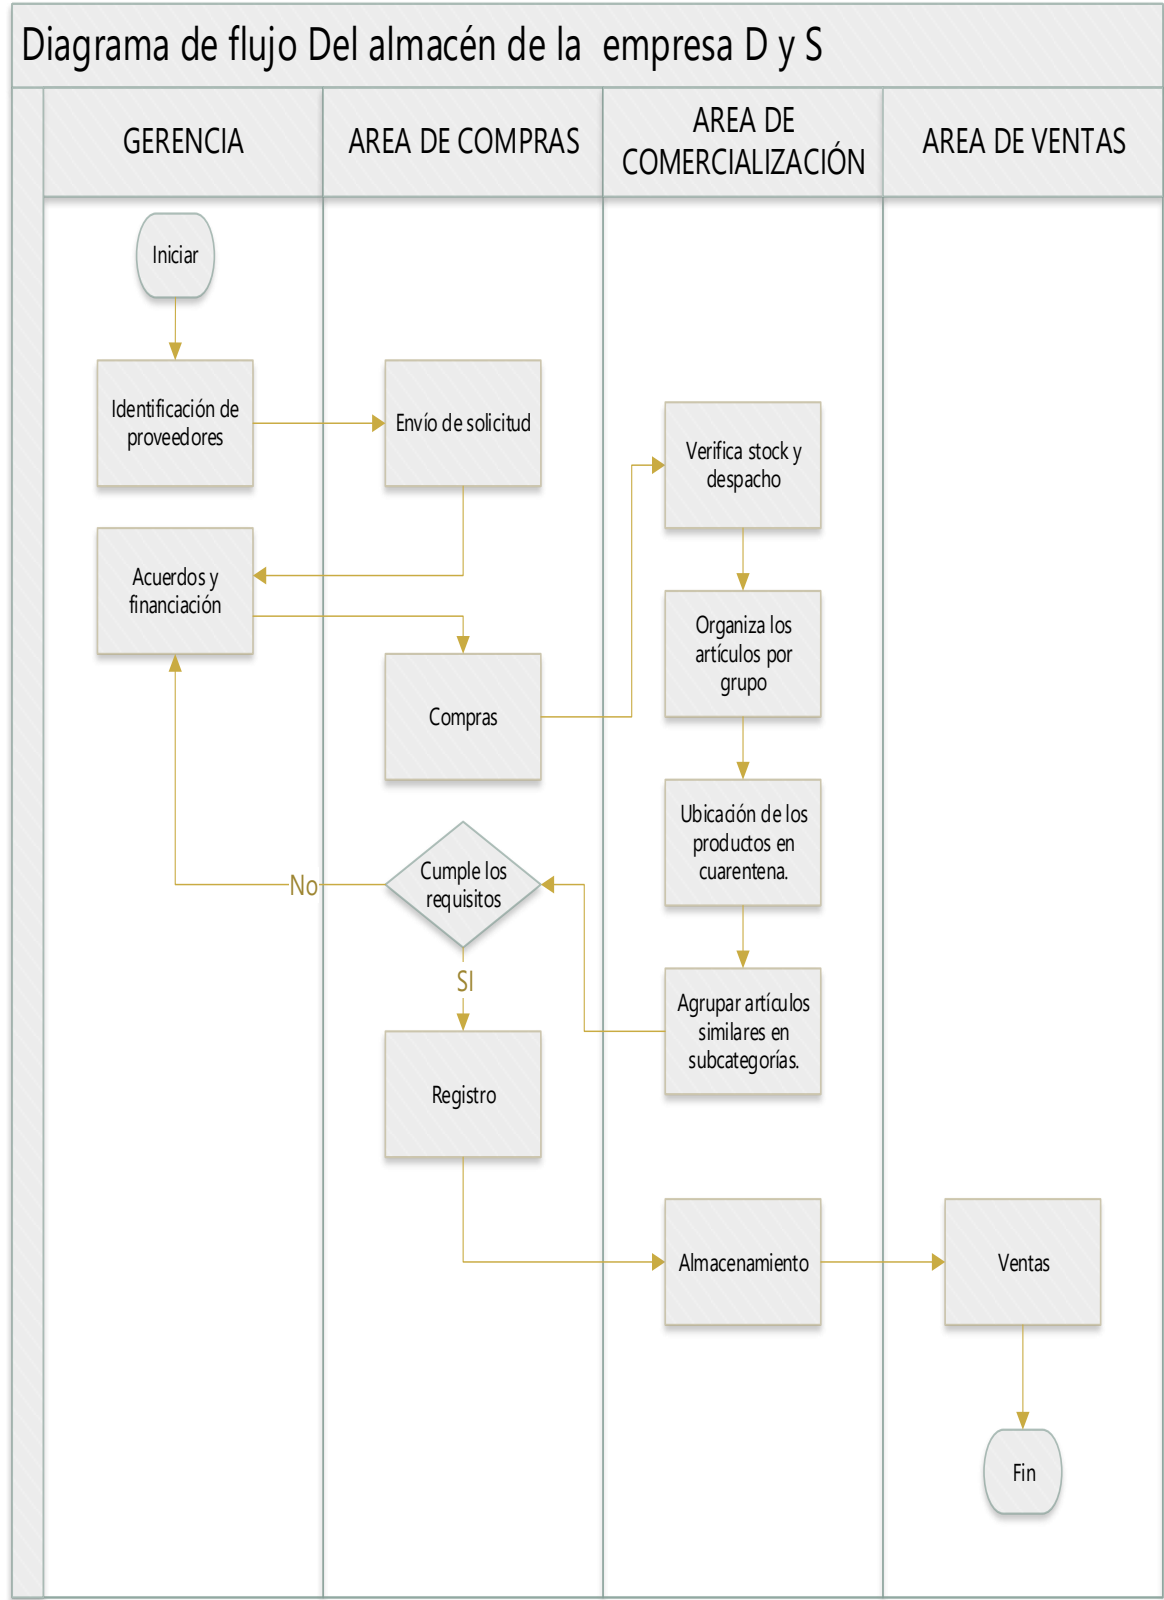 Diagrama de flujo Del almacén de la empresa D y S
GERENCIA
AREA DE COMPRAS
AREA DE
COMERCIALIZACIÓN
AREA DE VENTAS
Iniciar
Identificación de
proveedores
Envío de solicitud
Verifica stock y
despacho
Acuerdos y
financiación
Organiza los
artículos por
grupo
Compras
Ubicación de los
productos en
cuarentena.
Cumple los
requisitos
No
SI
Agrupar artículos
similares en
subcategorías.
Registro
Almacenamiento
Ventas
Fin